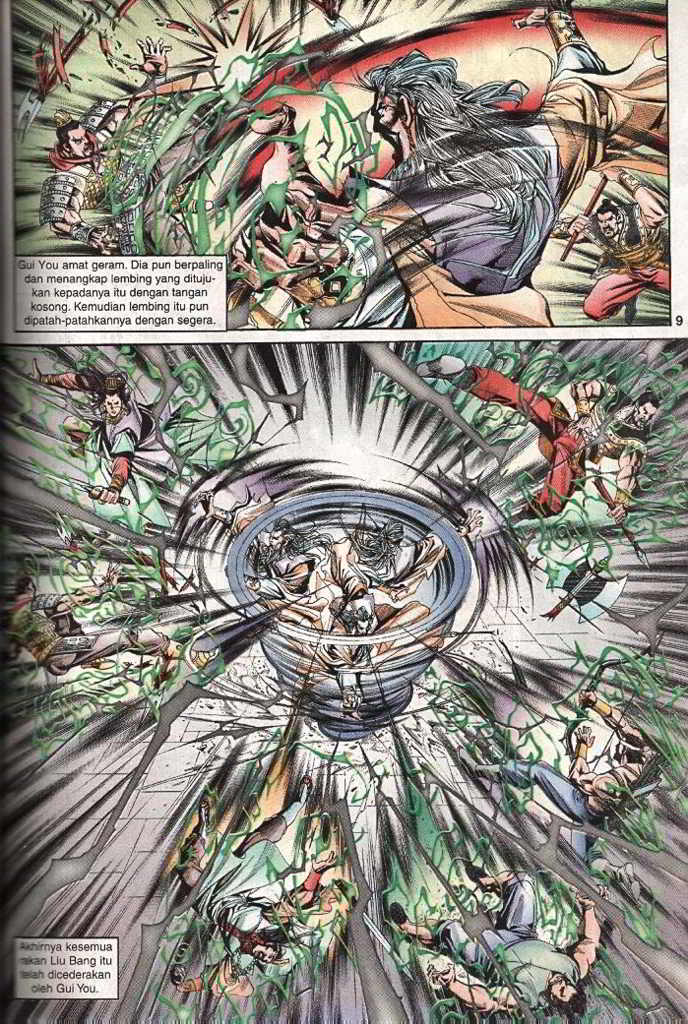 Gui You amat geram. Dia pun berpaling
dan menangkap lembing yang dituju-
kan kepadanya itu dengan tangan
kosong. Kemudian lembing itu pun
dipatah-patahkannya dengan segera.
9
Akhirnya kesemua
rakan Liu Bang itu
telah dicederakan
oleh Gui You.